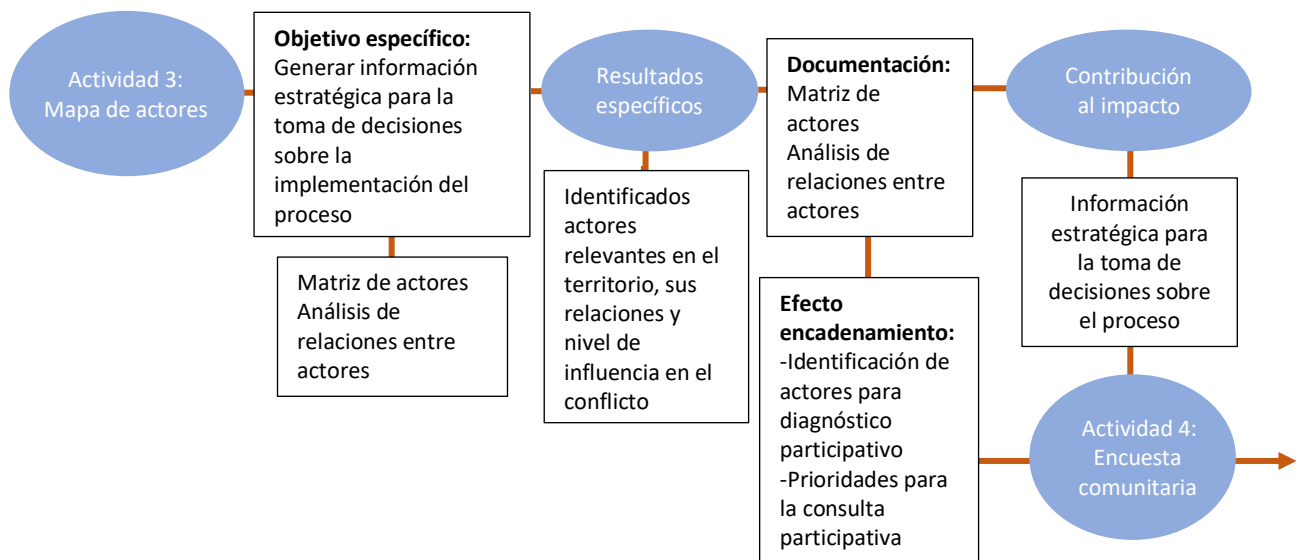 Actividad 3:
Mapa de actores
Objetivo específico:
Generar información
estratégica para la
toma de decisiones
sobre la
implementación del
proceso
Matriz de actores
Análisis de
relaciones entre
actores
Resultados
específicos
Identificados
actores
relevantes en el
territorio, sus
relaciones y
nivel de
influencia en el
conflicto
Documentación:
Matriz de
actores
Análisis de
relaciones entre
actores
Efecto
encadenamiento:
-Identificación de
actores para
diagnóstico
participativo
-Prioridades para
la consulta
participativa
Contribución
al impacto
Información
estratégica para
la toma de
decisiones sobre
el proceso
Actividad 4:
Encuesta
comunitaria